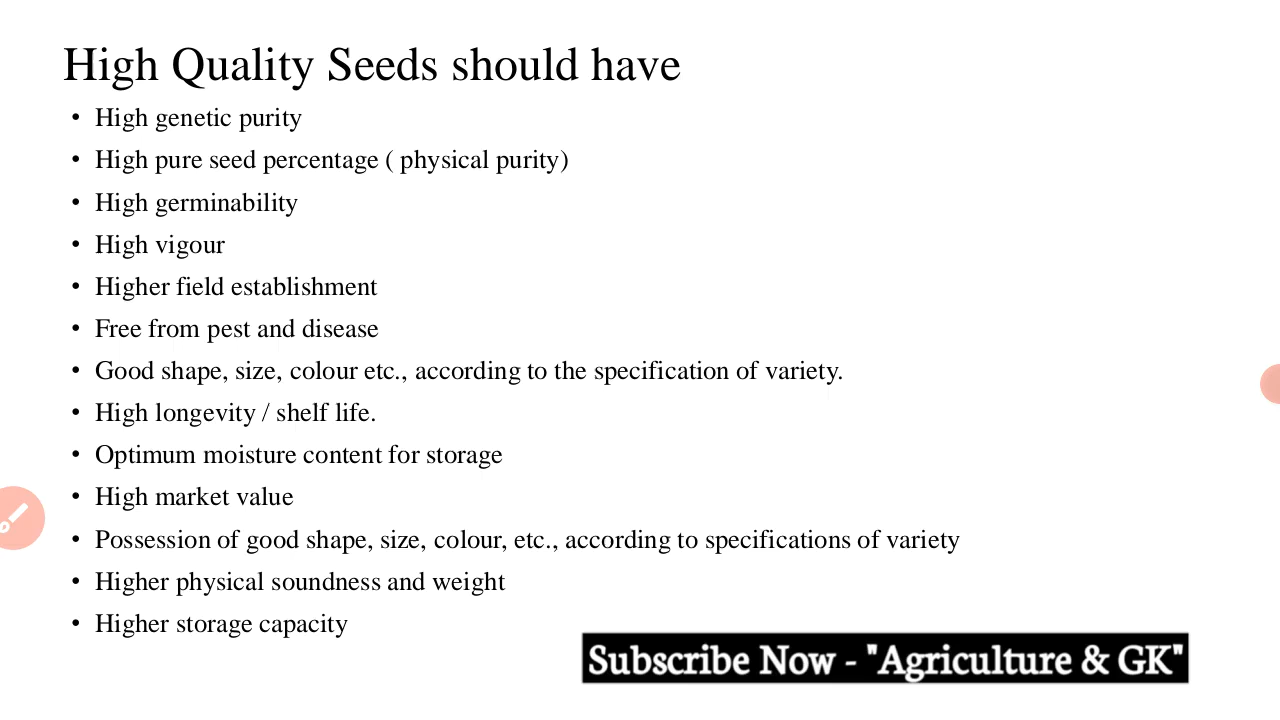 High Quality Seeds should have
• High genetic purity
• High pure seed percentage ( physical purity)
• High germinability
• High vigour
• Higher field establishment
• Free from pest and disease
• Good shape, size, colour etc., according to the specification of variety.
• High longevity / shelf life.
• Optimum moisture content for storage
• High market value
• Possession of good shape, size, colour, etc., according to specifications of variety
• Higher physical soundness and weight
• Higher storage capacity
Subscribe Now - "Agriculture & GK"